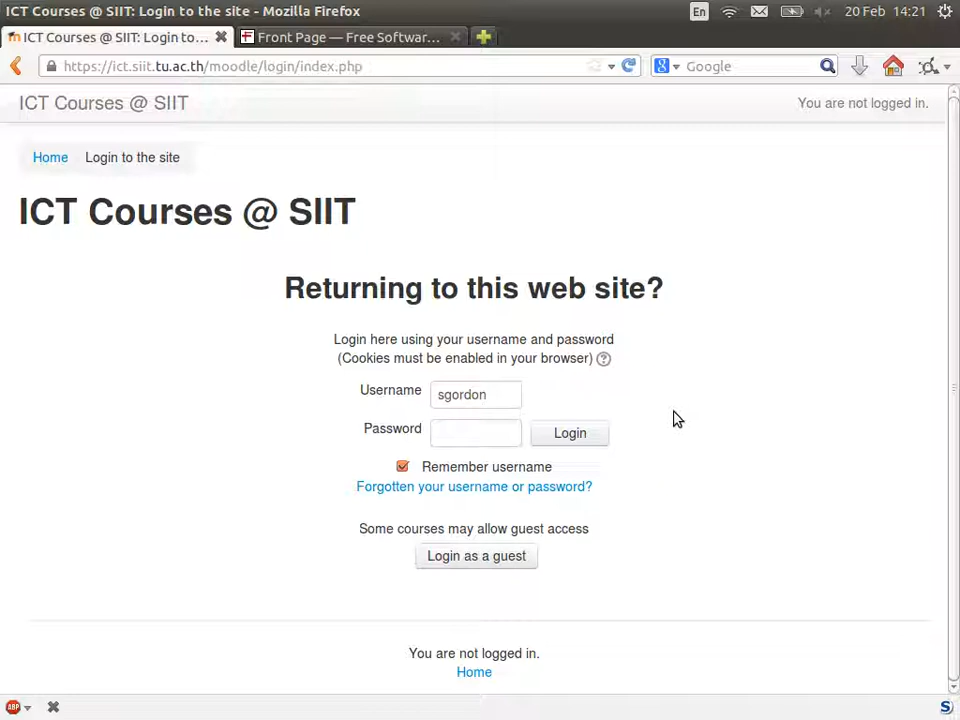 ICT Courses @ SIIT: Login to the site - Mozilla Firefox
En
20 Feb 14:21
ICT Courses @ SIIT: Login to...
Front Page — Free Softwar...
https://ict.siit.tu.ac.th/moodle/login/index.php
Google
ICT Courses @ SIIT
You are not logged in.
Home
Login to the site
ICT Courses @ SIIT
Returning to this web site?
Login here using your username and password
(Cookies must be enabled in your browser)
Username
sgordon
Password
Login
Remember username
Forgotten your username or password?
Some courses may allow guest access
Login as a guest
You are not logged in.
Home
ABP
S